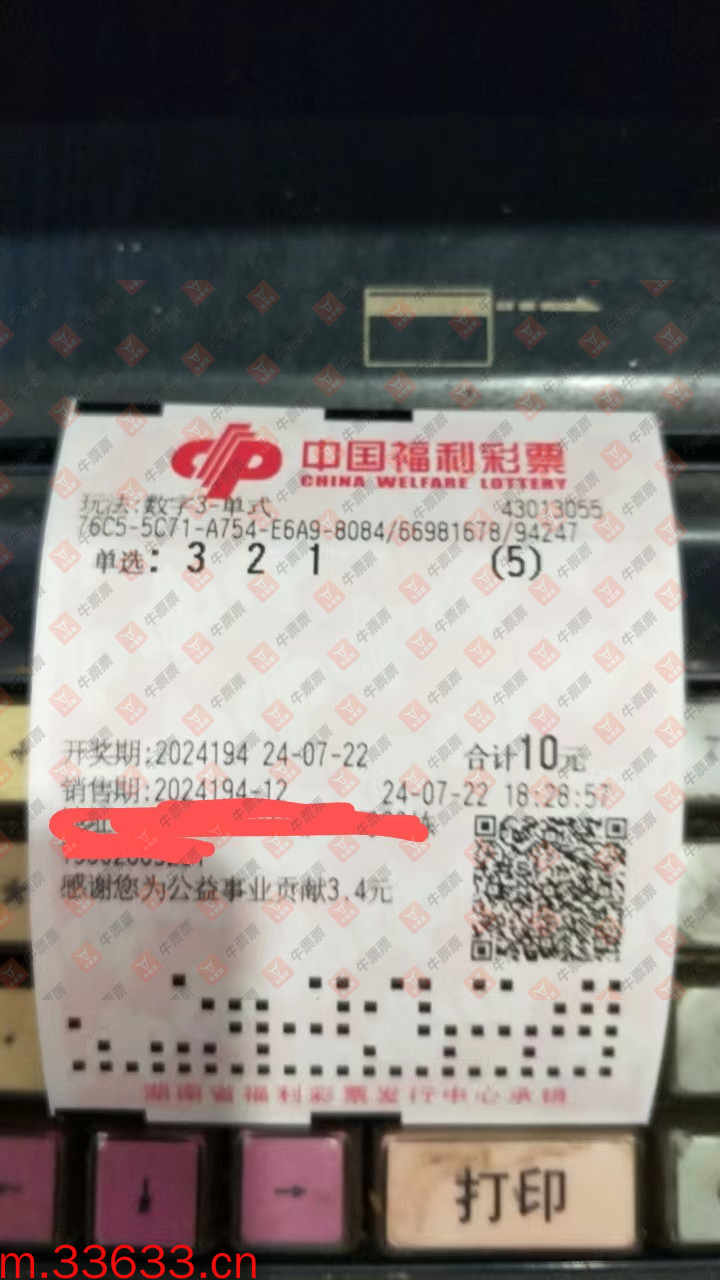 中国福利彩票
CHINA WELFARE LOTTERY
玩法:数字3-单式 43013055
76C5-5C71-A754-E6A9-8084/66981678/94247
单选: 3 2 1 (5)
开奖期:2024194 24-07-22 合计10元
销售期:2024194-12 24-07-22 18:28:57
感谢您为公益事业贡献3.4元
湖南省福利彩票发行中心承销
打印
m.33633.cn
牛票票